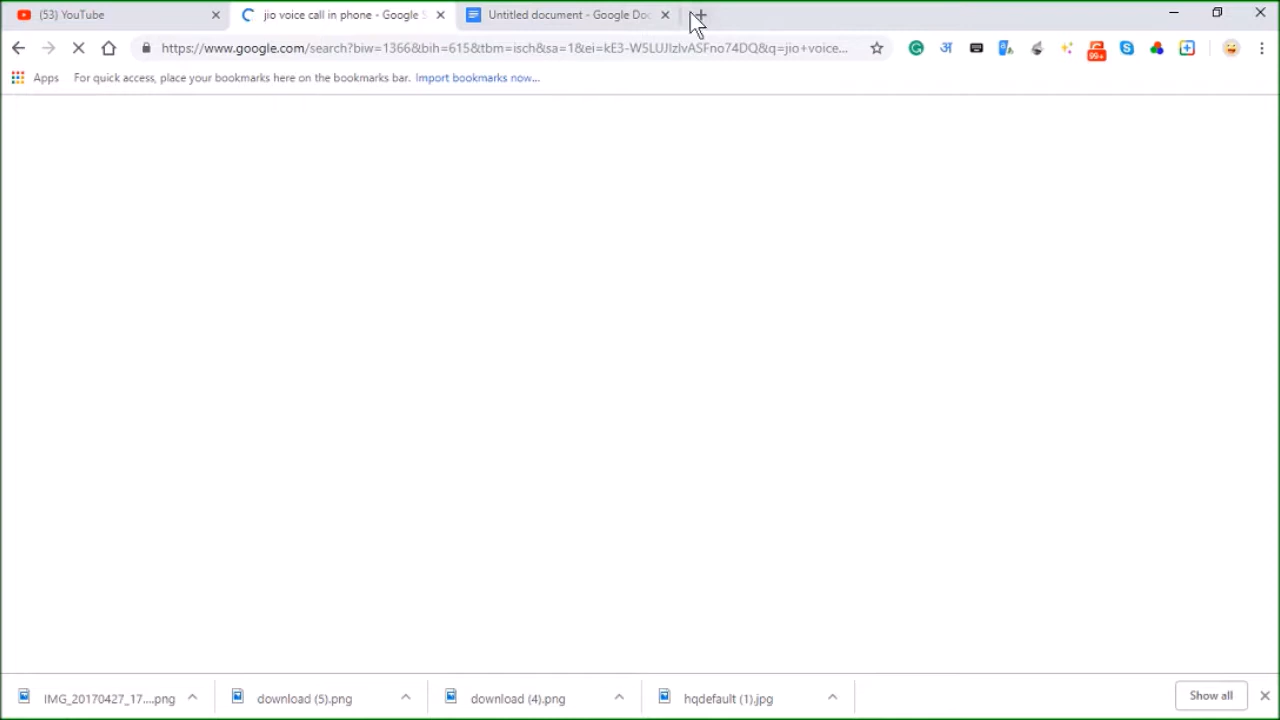 (53) YouTube
jio voice call in phone - Google S
Untitled document - Google Doc
https://www.google.com/search?biw=1366&bih=615&tbm=isch&sa=1&ei=kE3-W5LUJIzlvASFno74DQ&q=jio+voice...
अ
99+
Apps
For quick access, place your bookmarks here on the bookmarks bar. Import bookmarks now...
IMG_20170427_17....png
download (5).png
download (4).png
hqdefault (1).jpg
Show all